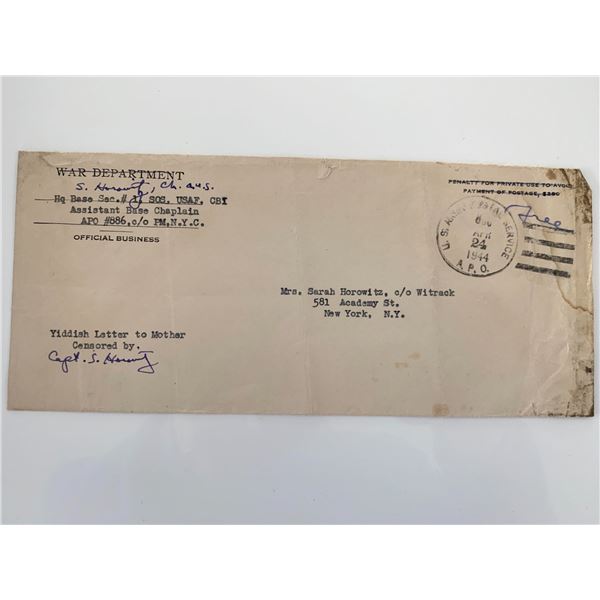 WAR DEPARTMENT
S. Horowitz, Ch. A.U.S.
Hq Base Sec.# SOS, USAF, CBI
Assistant Base Chaplain
APO #886,c/o PM,N.Y.C.
OFFICIAL BUSINESS
PENALTY FOR PRIVATE USE TO AVOID
PAYMENT OF POSTAGE, $300
Free
U.S. ARMY POSTAL SERVICE
APR
24
1944
A.P.O.
Mrs. Sarah Horowitz, c/o Witrack
581 Academy St.
New York, N.Y.
Yiddish Letter to Mother
Censored by.
Capt. S. Horowitz